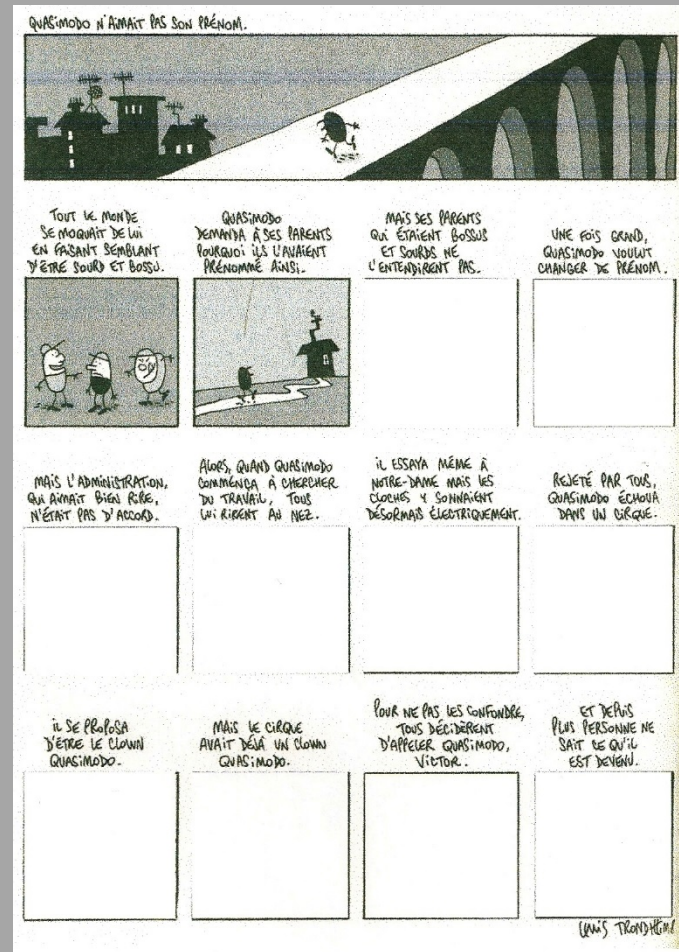 QUASIMODO N'AIMAIT PAS SON PRÉNOM.
TOUT LE MONDE
SE MOQUAIT DE LUI
EN FAISANT SEMBLANT
D'ÊTRE SOURD ET BOSSU.
QUASIMODO
DEMANDA À SES PARENTS
POURQUOI ILS L'AVAIENT
PRÉNOMMÉ AINSI.
MAIS SES PARENTS
QUI ÉTAIENT BOSSUS
ET SOURDS NE
L'ENTENDIRENT PAS.
UNE FOIS GRAND,
QUASIMODO VOULUT
CHANGER DE PRÉNOM.
MAIS L'ADMINISTRATION,
QUI AIMAIT BIEN RIRE,
N'ÉTAIT PAS D'ACCORD.
ALORS, QUAND QUASIMODO
COMMENÇA À CHERCHER
DU TRAVAIL, TOUS
LUI RIRENT AU NEZ.
IL ESSAYA MÊME À
NOTRE-DAME MAIS LES
CLOCHES Y SONNAIENT
DÉSORMAIS ÉLECTRIQUEMENT.
REJETÉ PAR TOUS,
QUASIMODO ÉCHOUA
DANS UN CIRQUE.
IL SE PROPOSA
D'ÊTRE LE CLOWN
QUASIMODO.
MAIS LE CIRQUE
AVAIT DÉJÀ UN CLOWN
QUASIMODO.
POUR NE PAS LES CONFONDRE,
TOUS DÉCIDÈRENT
D'APPELER QUASIMODO,
VICTOR.
ET DEPUIS
PLUS PERSONNE NE
SAIT CE QU'IL
EST DEVENU.
LEWIS TRONDHEIM